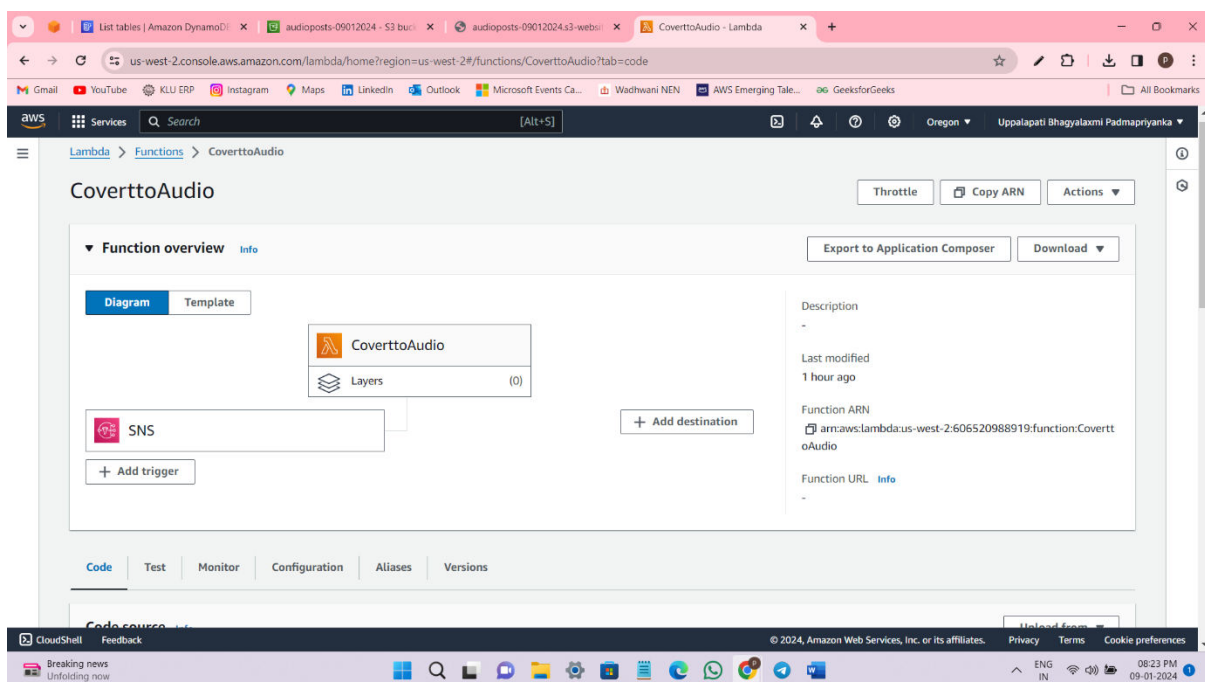 List tables | Amazon DynamoD
audioposts-09012024 - S3 buc
audioposts-09012024.s3-websi
CoverttoAudio - Lambda
us-west-2.console.aws.amazon.com/lambda/home?region=us-west-2#/functions/CoverttoAudio?tab=code
P
Gmail YouTube KLU ERP Instagram Maps LinkedIn Outlook Microsoft Events Ca... Wadhwani NEN AWS Emerging Tale... GeeksforGeeks All Bookmarks
aws Services Search [Alt+S] Oregon Uppalapati Bhagyalaxmi Padmapriyanka
Lambda > Functions > CoverttoAudio
CoverttoAudio
Throttle Copy ARN Actions
Function overview Info
Export to Application Composer Download
Diagram Template
CoverttoAudio
Layers (0)
SNS
+ Add trigger
+ Add destination
Description
-
Last modified
1 hour ago
Function ARN
arn:aws:lambda:us-west-2:606520988919:function:Covertt
oAudio
Function URL Info
-
Code Test Monitor Configuration Aliases Versions
Code source Info Upload from
CloudShell Feedback © 2024, Amazon Web Services, Inc. or its affiliates. Privacy Terms Cookie preferences
Breaking news
Unfolding now
ENG
IN
08:23 PM
09-01-2024
1